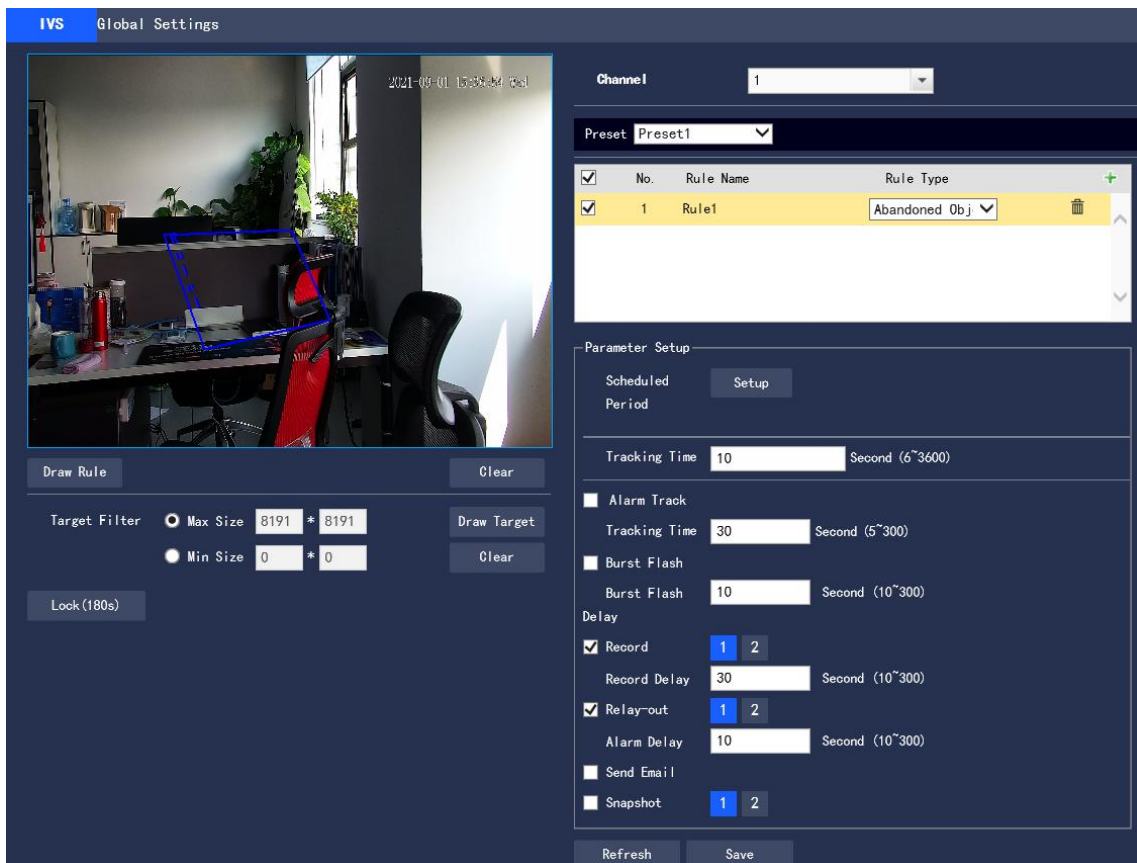 IVS Global Settings
2021-09-01 Wed
Channel 1
Preset Preset1
No. Rule Name Rule Type +
1 Rule1 Abandoned Obj
Draw Rule Clear
Target Filter Max Size 8191 * 8191 Draw Target
Min Size 0 * 0 Clear
Lock(180s)
Parameter Setup
Scheduled Setup
Period
Tracking Time 10 Second (6~3600)
Alarm Track
Tracking Time 30 Second (5~300)
Burst Flash
Burst Flash 10 Second (10~300)
Delay
Record 1 2
Record Delay 30 Second (10~300)
Relay-out 1 2
Alarm Delay 10 Second (10~300)
Send Email
Snapshot 1 2
Refresh Save